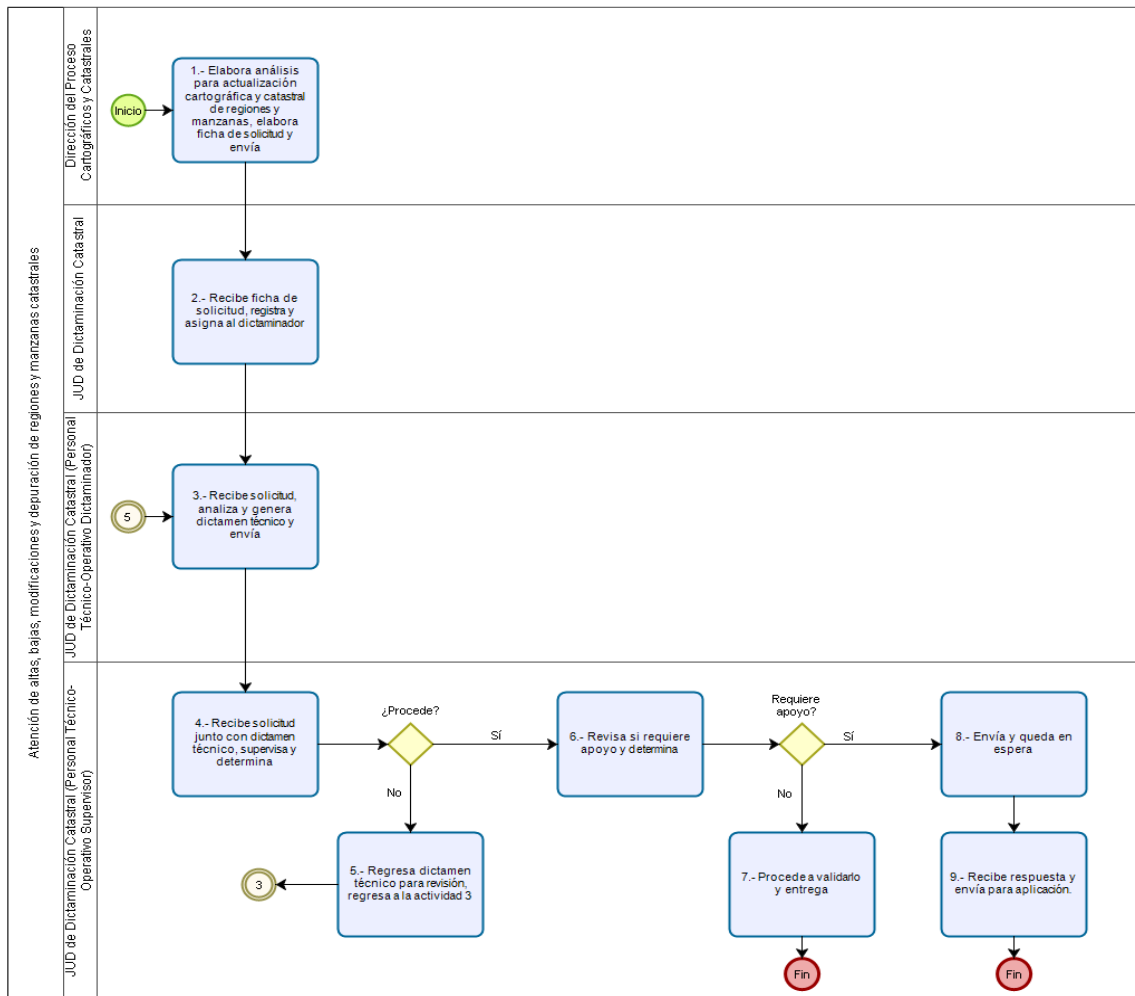 Atención de altas, bajas, modificaciones y depuración de regiones y manzanas catastrales
Dirección del Proceso
Cartográficos y Catastrales
Inicio
1.- Elabora análisis
para actualización
cartográfica y catastral
de regiones y
manzanas, elabora
ficha de solicitud y
envía
JUD de Dictaminación Catastral
2.- Recibe ficha de
solicitud, registra y
asigna al dictaminador
JUD de Dictaminación Catastral (Personal
Técnico-Operativo Dictaminador)
5
3.- Recibe solicitud,
analiza y genera
dictamen técnico y
envía
JUD de Dictaminación Catastral (Personal Técnico-
Operativo Supervisor)
4.- Recibe solicitud
junto con dictamen
técnico, supervisa y
determina
¿Procede?
Sí
No
5.- Regresa dictamen
técnico para revisión,
regresa a la actividad 3
3
6.- Revisa si requiere
apoyo y determina
Requiere
apoyo?
Sí
No
7.- Procede a validarlo
y entrega
Fin
8.- Envía y queda en
espera
9.- Recibe respuesta y
envía para aplicación.
Fin